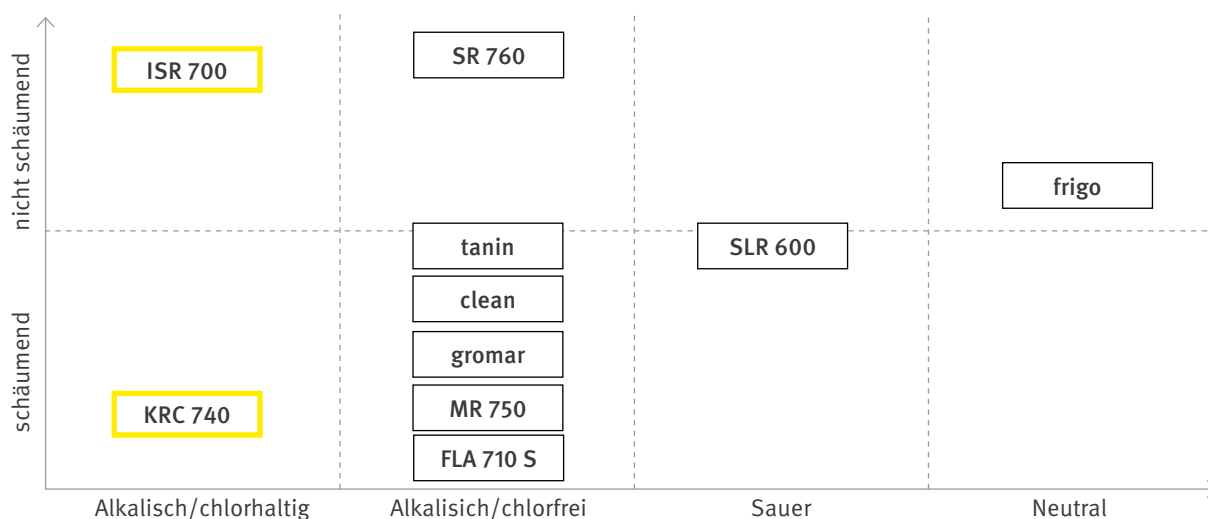 nicht schäumend
schäumend
ISR 700
SR 760
frigo
tanin
SLR 600
clean
gromar
KRC 740
MR 750
FLA 710 S
Alkalisch/chlorhaltig
Alkalisich/chlorfrei
Sauer
Neutral